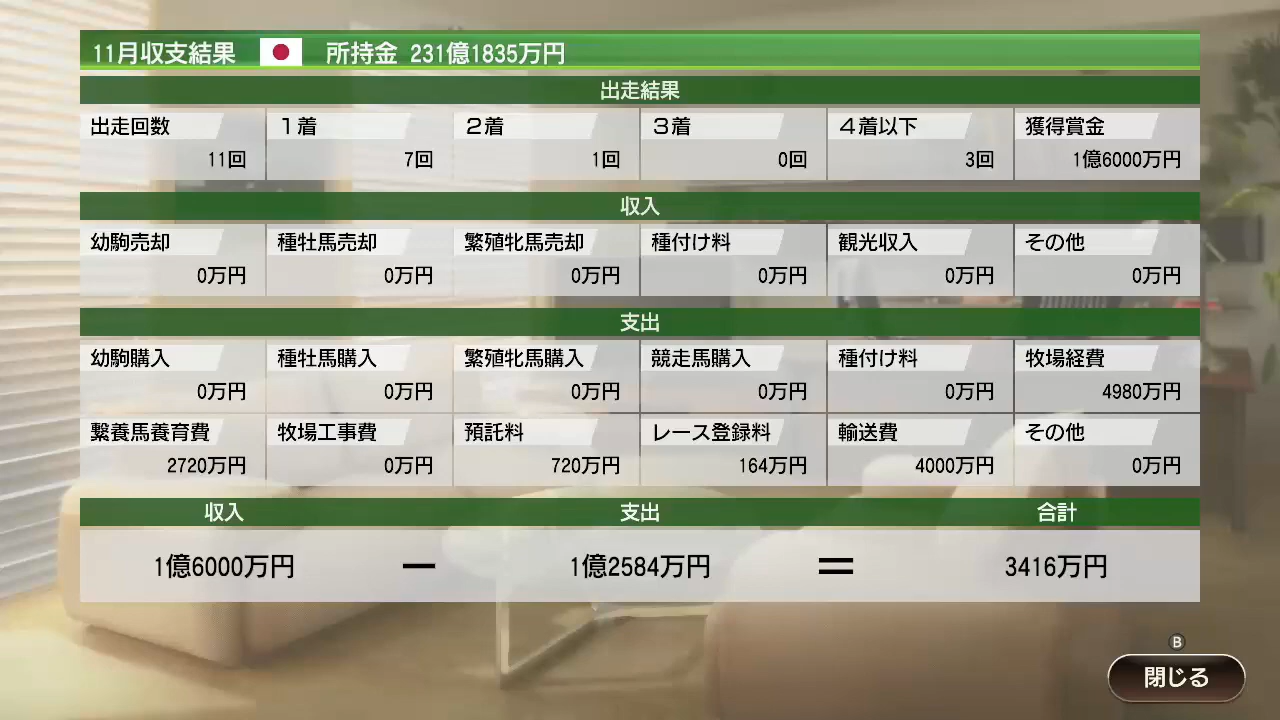 11月収支結果 所持金 231億1835万円
出走結果
出走回数 1着 2着 3着 4着以下 獲得賞金
11回 7回 1回 0回 3回 1億6000万円
収入
幼駒売却 種牡馬売却 繁殖牝馬売却 種付け料 観光収入 その他
0万円 0万円 0万円 0万円 0万円 0万円
支出
幼駒購入 種牡馬購入 繁殖牝馬購入 競走馬購入 種付け料 牧場経費
0万円 0万円 0万円 0万円 0万円 4980万円
繋養馬養育費 牧場工事費 預託料 レース登録料 輸送費 その他
2720万円 0万円 720万円 164万円 4000万円 0万円
収入 支出 合計
1億6000万円 ー 1億2584万円 = 3416万円
B
閉じる